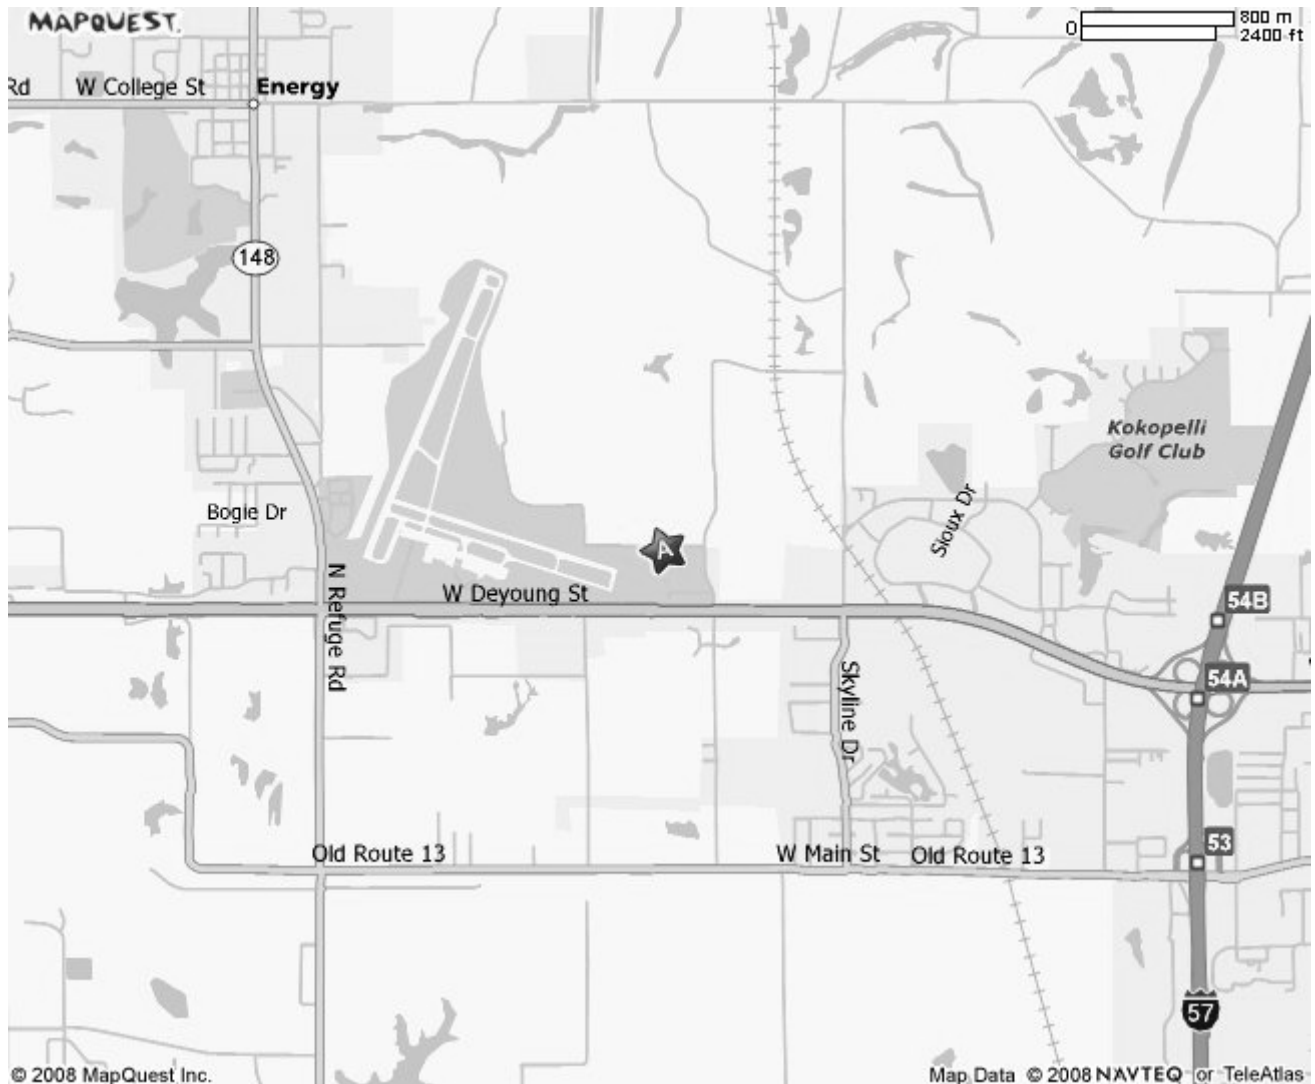 MAPQUEST.
800 m
0
2400 ft
Rd
W College St
Energy
148
Kokopelli
Golf Club
Bogie Dr
Sioux Dr
A
W Deyoung St
N Refuge Rd
54B
54A
Skyline Dr
Old Route 13
W Main St
Old Route 13
53
57
© 2008 MapQuest Inc.
Map Data © 2008 NAVTEQ or TeleAtlas